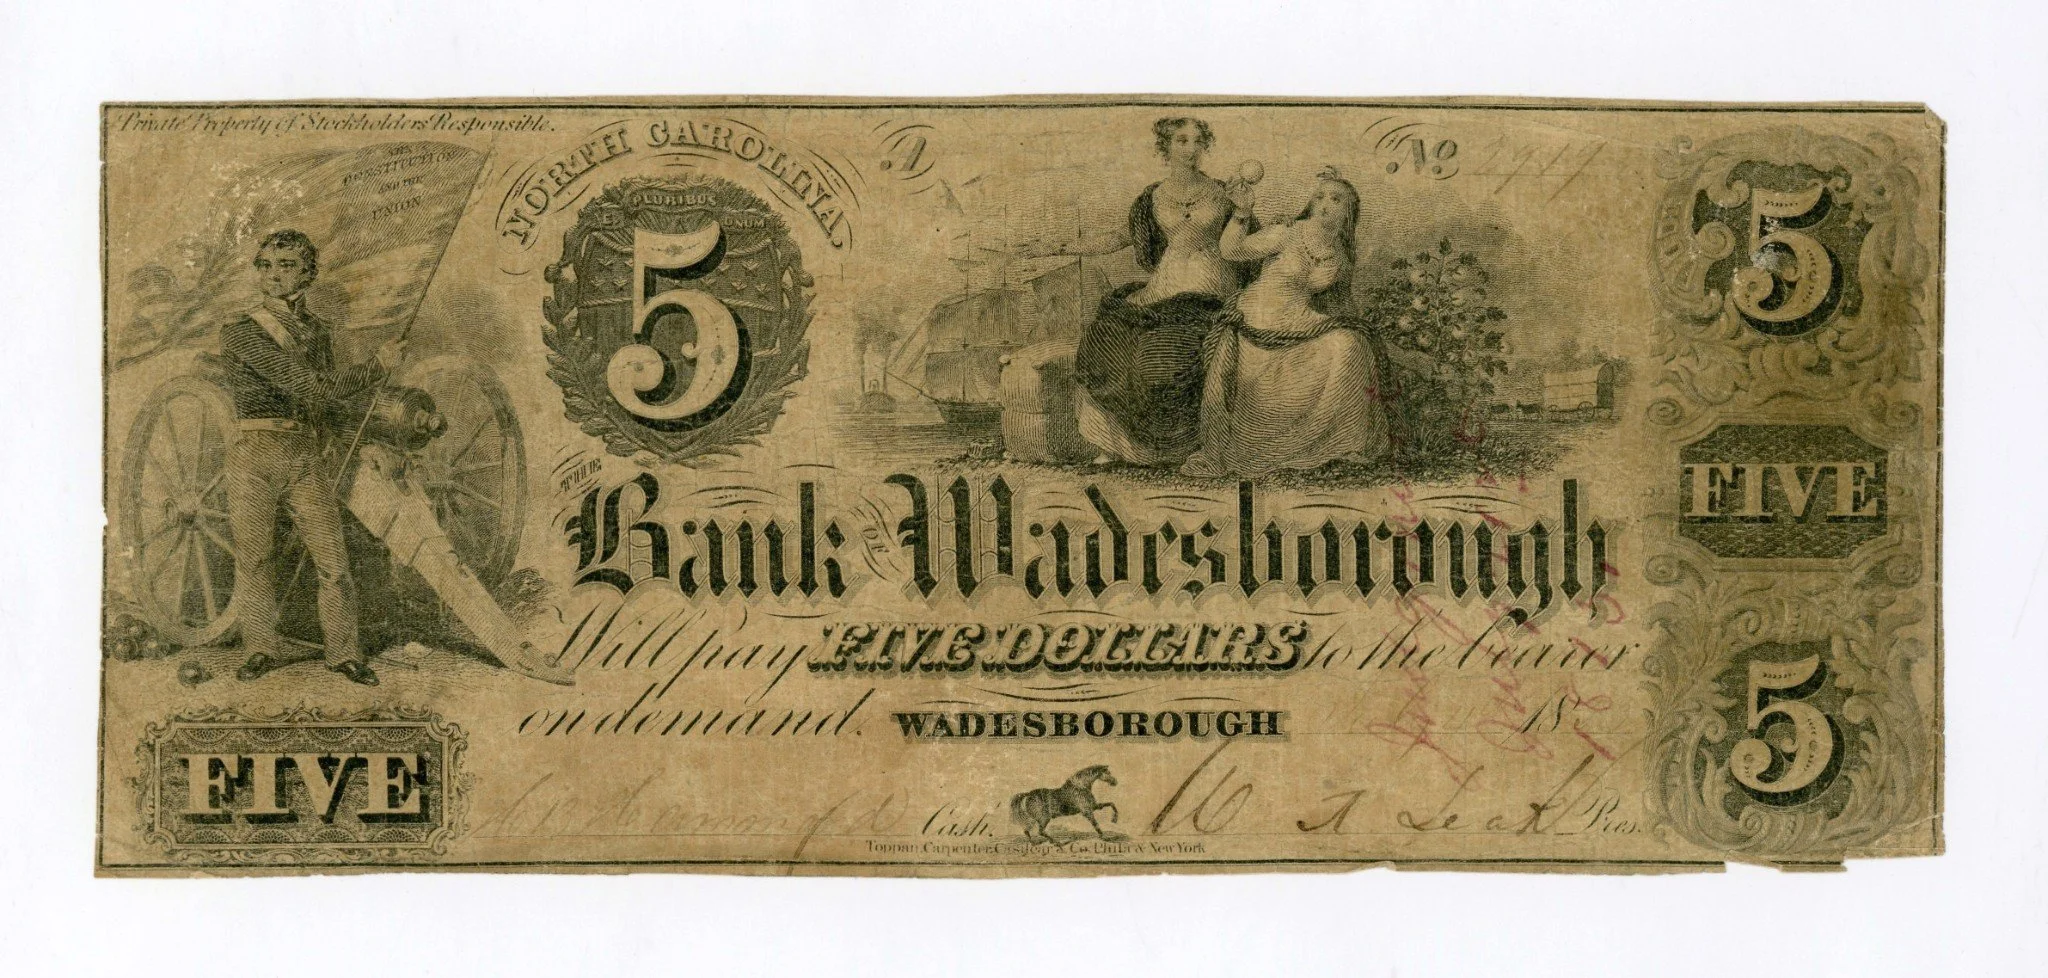 Private Property of Stockholders Responsible.
THE
CONSTITUTION
AND THE
UNION
NORTH CAROLINA
E PLURIBUS UNUM
5
A
No
5
FIVE
5
THE
Bank OF Wadesborough
Will pay FIVE DOLLARS to the bearer
on demand. WADESBOROUGH 18
FIVE
Cash. W A Leak Pres.
Toppan, Carpenter, Casilear & Co. Phila & New York